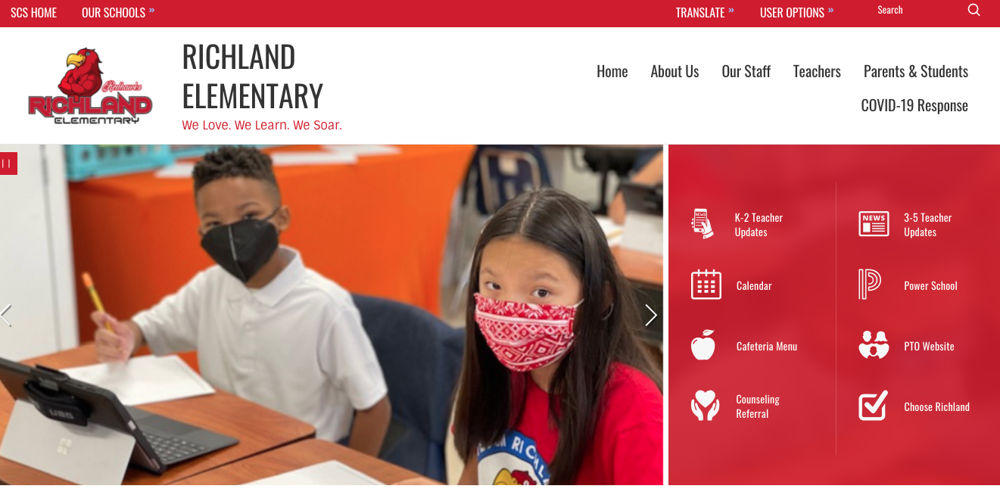 SCS HOME
OUR SCHOOLS »
TRANSLATE »
USER OPTIONS »
Search
Redhawks
RICHLAND
ELEMENTARY
RICHLAND
ELEMENTARY
We Love. We Learn. We Soar.
Home
About Us
Our Staff
Teachers
Parents & Students
COVID-19 Response
NEWS
K-2 Teacher
Updates
NEWS
3-5 Teacher
Updates
Calendar
Power School
Cafeteria Menu
PTO Website
Counseling
Referral
Choose Richland